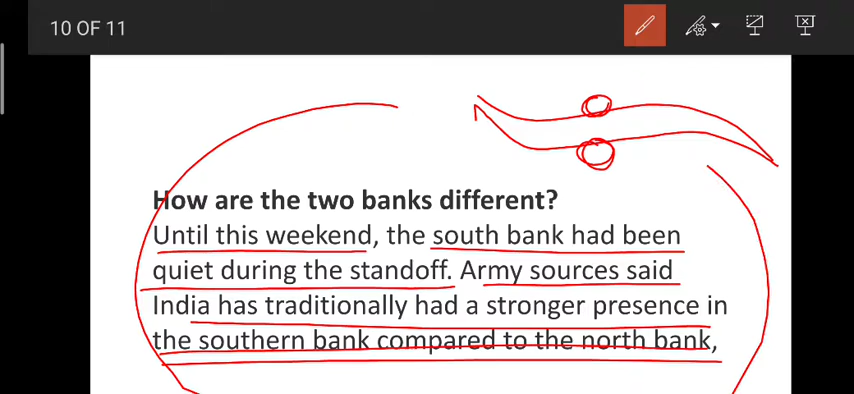 10 OF 11
How are the two banks different?
Until this weekend, the south bank had been
quiet during the standoff. Army sources said
India has traditionally had a stronger presence in
the southern bank compared to the north bank,